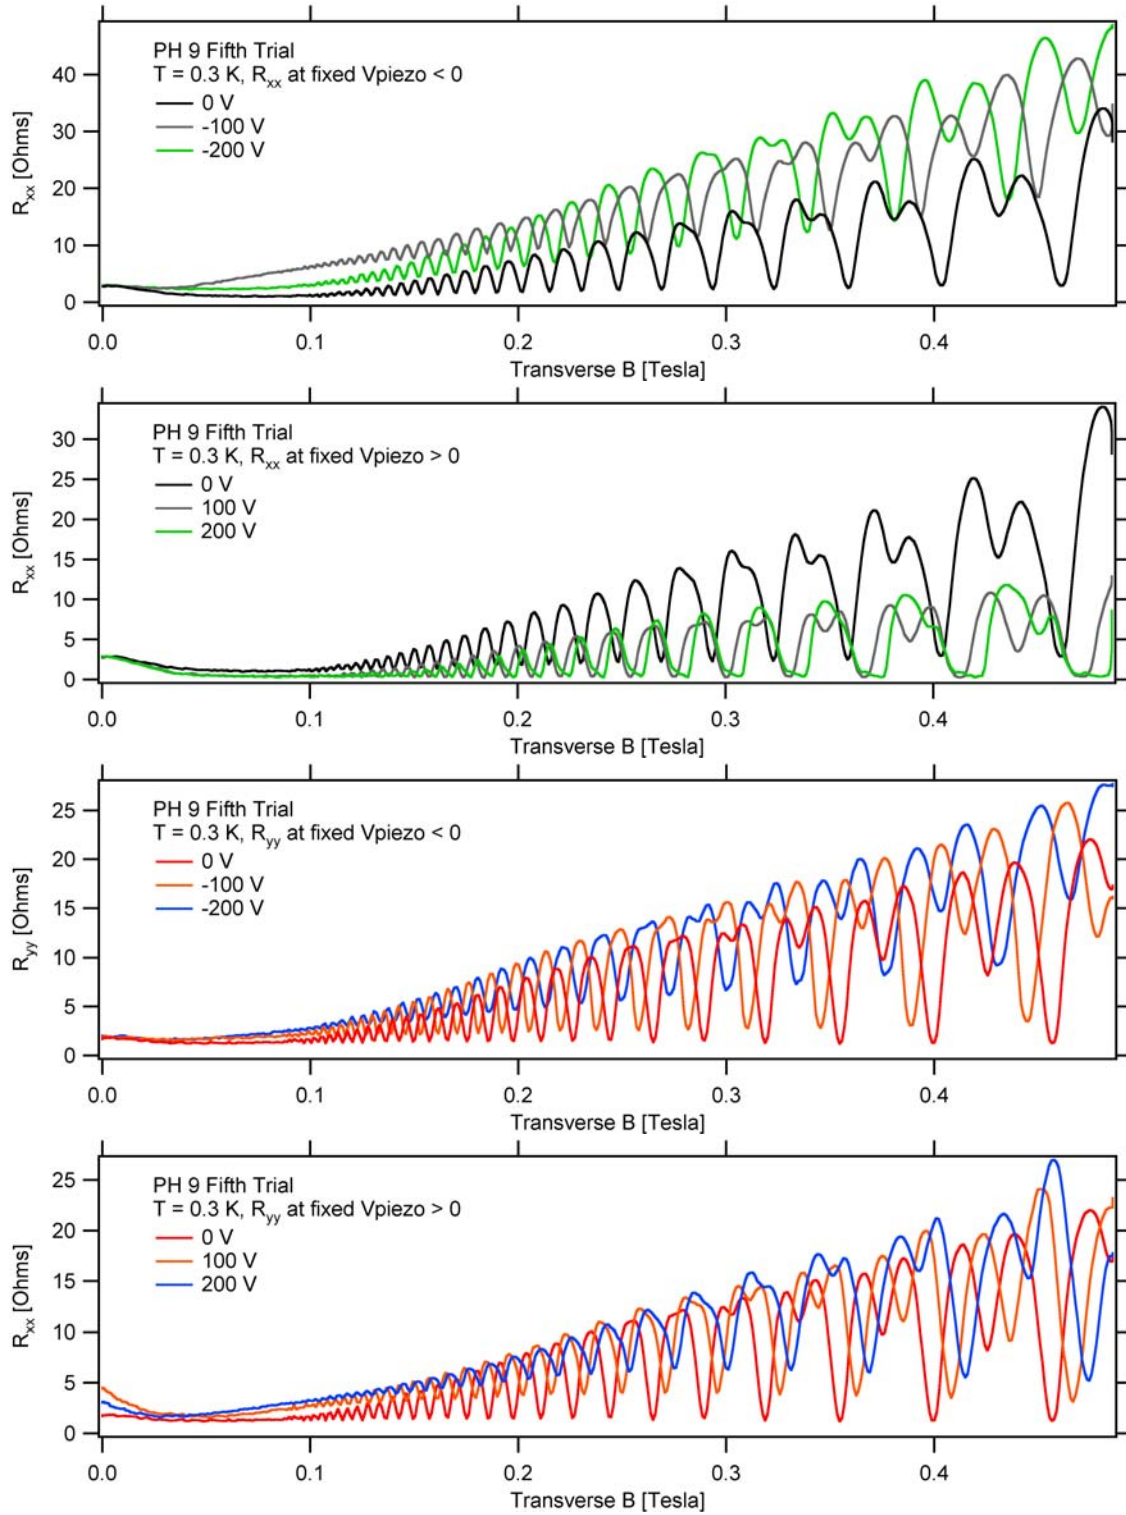 PH 9 Fifth Trial
T = 0.3 K, Rxx at fixed Vpiezo < 0
0 V
-100 V
-200 V
Rxx [Ohms]
40
30
20
10
0
0.0 0.1 0.2 0.3 0.4
Transverse B [Tesla]
PH 9 Fifth Trial
T = 0.3 K, Rxx at fixed Vpiezo > 0
0 V
100 V
200 V
Rxx [Ohms]
30
25
20
15
10
5
0
0.0 0.1 0.2 0.3 0.4
Transverse B [Tesla]
PH 9 Fifth Trial
T = 0.3 K, Ryy at fixed Vpiezo < 0
0 V
-100 V
-200 V
Ryy [Ohms]
25
20
15
10
5
0
0.0 0.1 0.2 0.3 0.4
Transverse B [Tesla]
PH 9 Fifth Trial
T = 0.3 K, Ryy at fixed Vpiezo > 0
0 V
100 V
200 V
Rxx [Ohms]
25
20
15
10
5
0
0.0 0.1 0.2 0.3 0.4
Transverse B [Tesla]